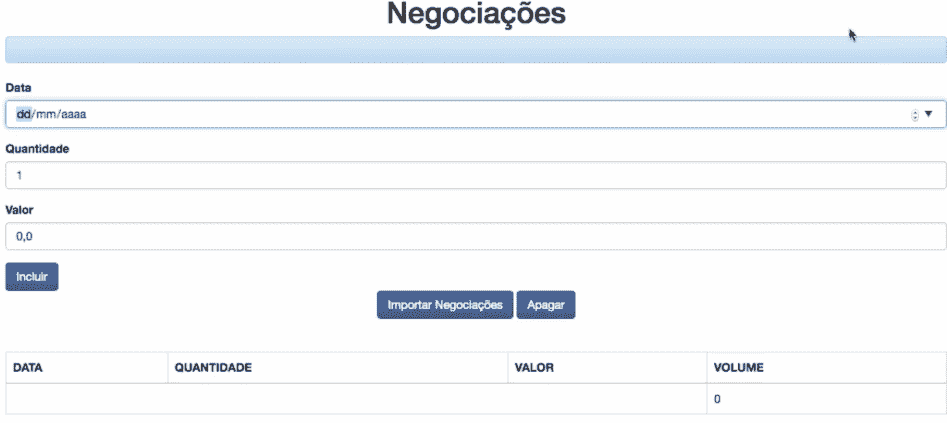 Negociações
Data
dd/mm/aaaa
Quantidade
1
Valor
0,0
Incluir
Importar Negociações Apagar
DATA QUANTIDADE VALOR VOLUME
0